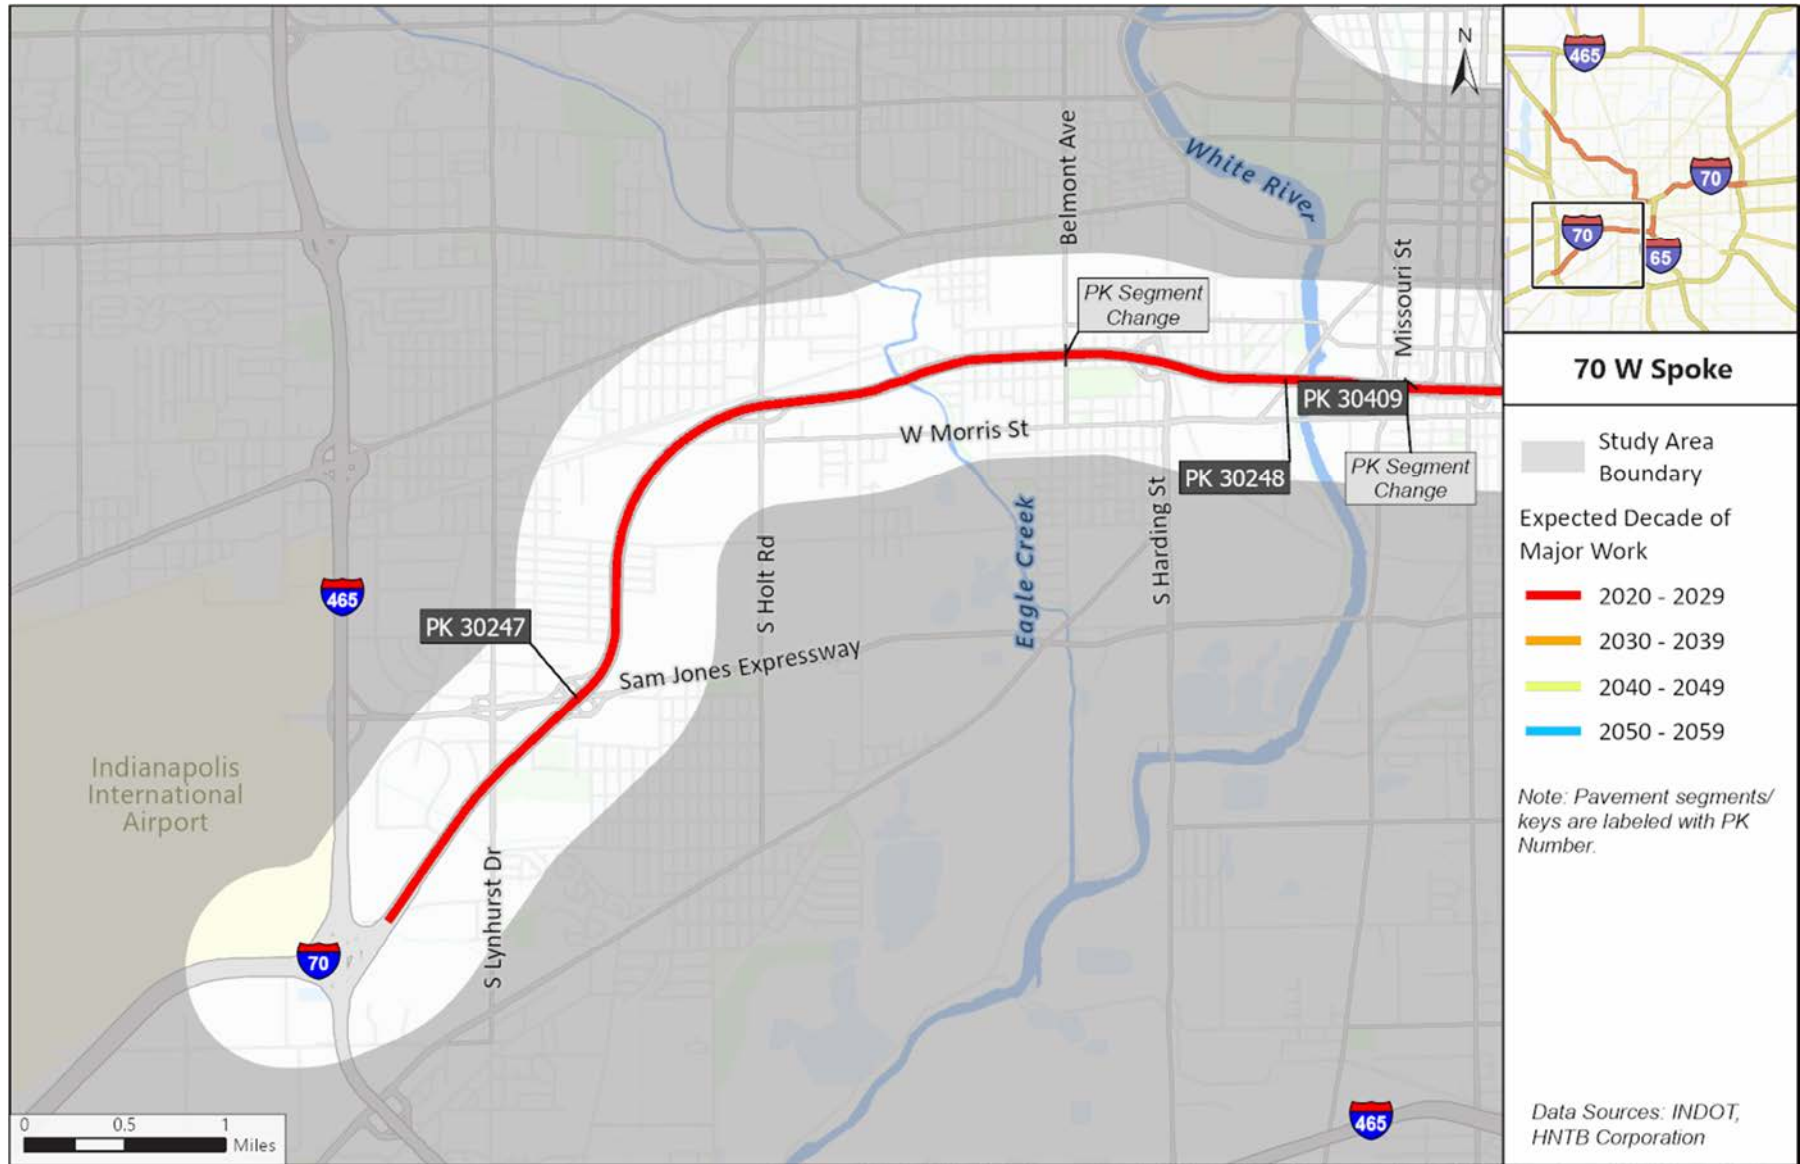 N
465
70
70
65
White River
Belmont Ave
Missouri St
PK Segment
Change
PK 30409
W Morris St
PK 30248
PK Segment
Change
S Harding St
Eagle Creek
S Holt Rd
465
PK 30247
Sam Jones Expressway
Indianapolis
International
Airport
S Lynhurst Dr
70
465
0 0.5 1
Miles
70 W Spoke
Study Area
Boundary
Expected Decade of
Major Work
2020 - 2029
2030 - 2039
2040 - 2049
2050 - 2059
Note: Pavement segments/
keys are labeled with PK
Number.
Data Sources: INDOT,
HNTB Corporation